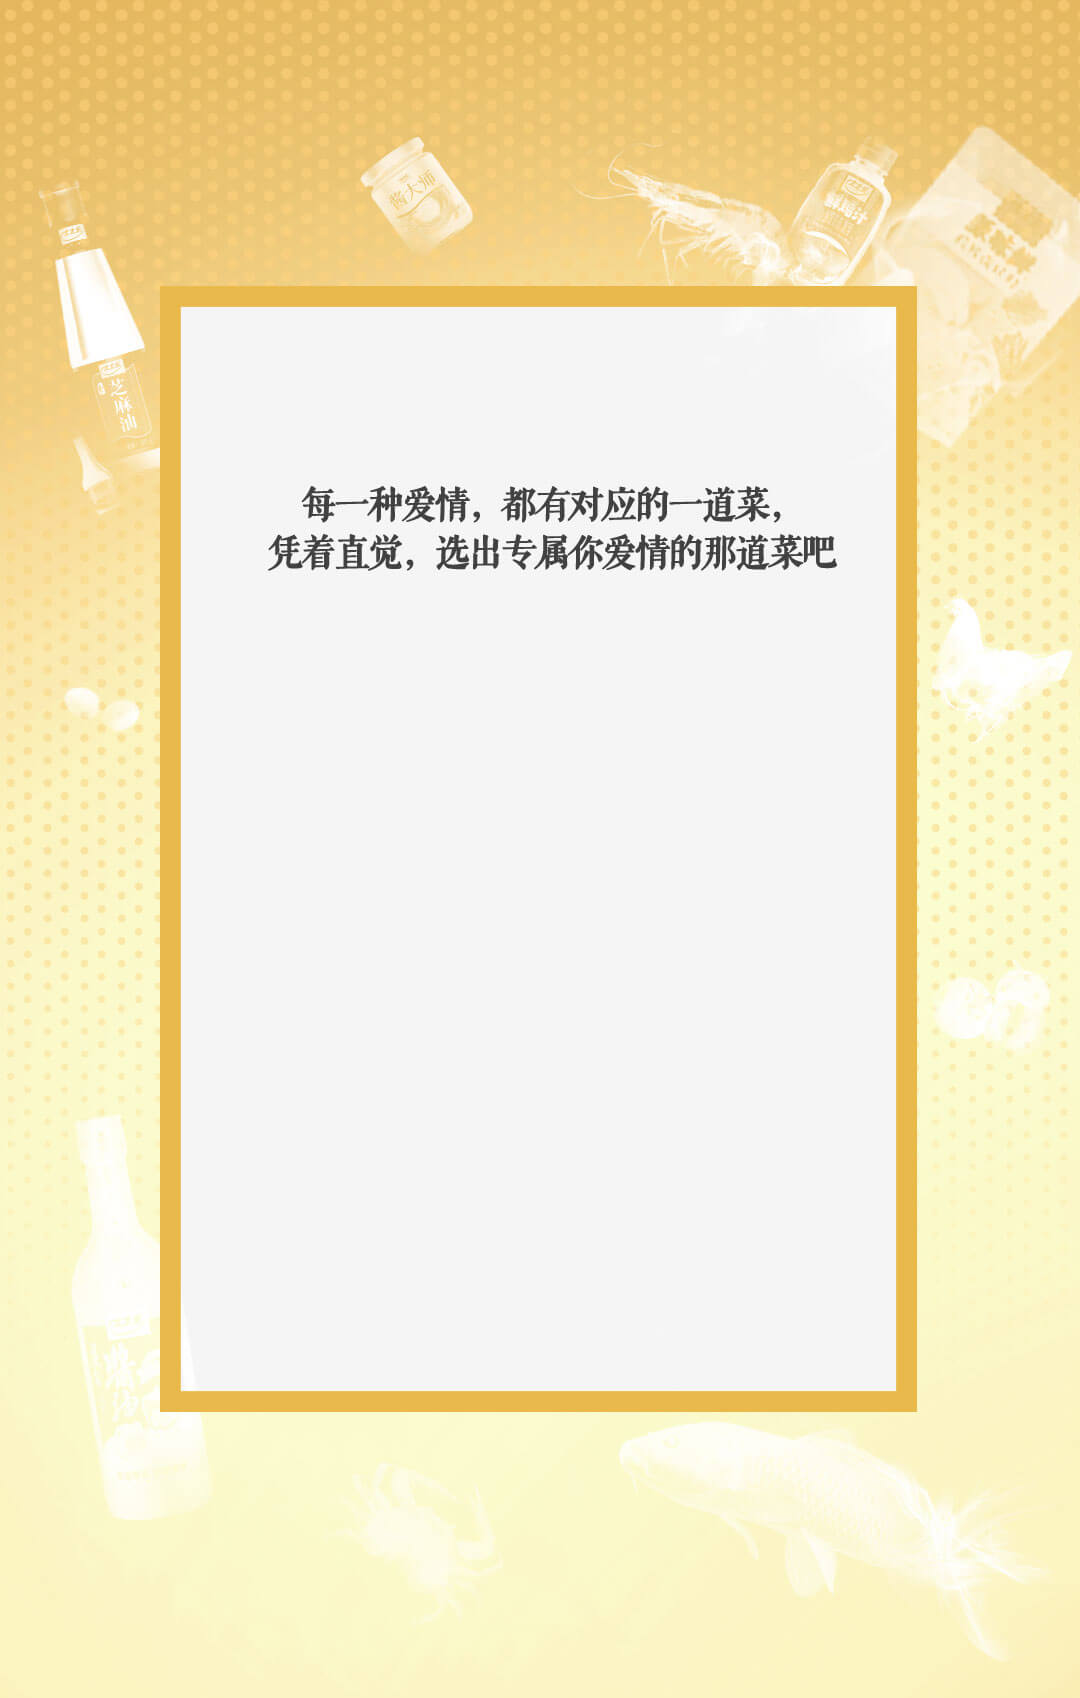 酱大师
鲜鸡汁
芝麻油
每一种爱情，都有对应的一道菜，
凭着直觉，选出专属你爱情的那道菜吧